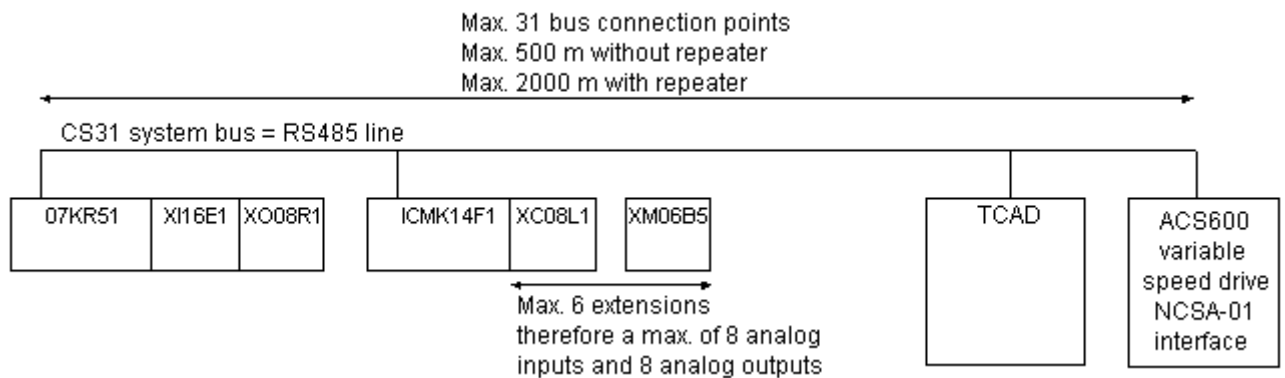 Max. 31 bus connection points
Max. 500 m without repeater
Max. 2000 m with repeater
CS31 system bus = RS485 line
07KR51
XI16E1
XO08R1
ICMK14F1
XC08L1
XM06B5
TCAD
ACS600
variable
speed drive
NCSA-01
interface
Max. 6 extensions
therefore a max. of 8 analog
inputs and 8 analog outputs